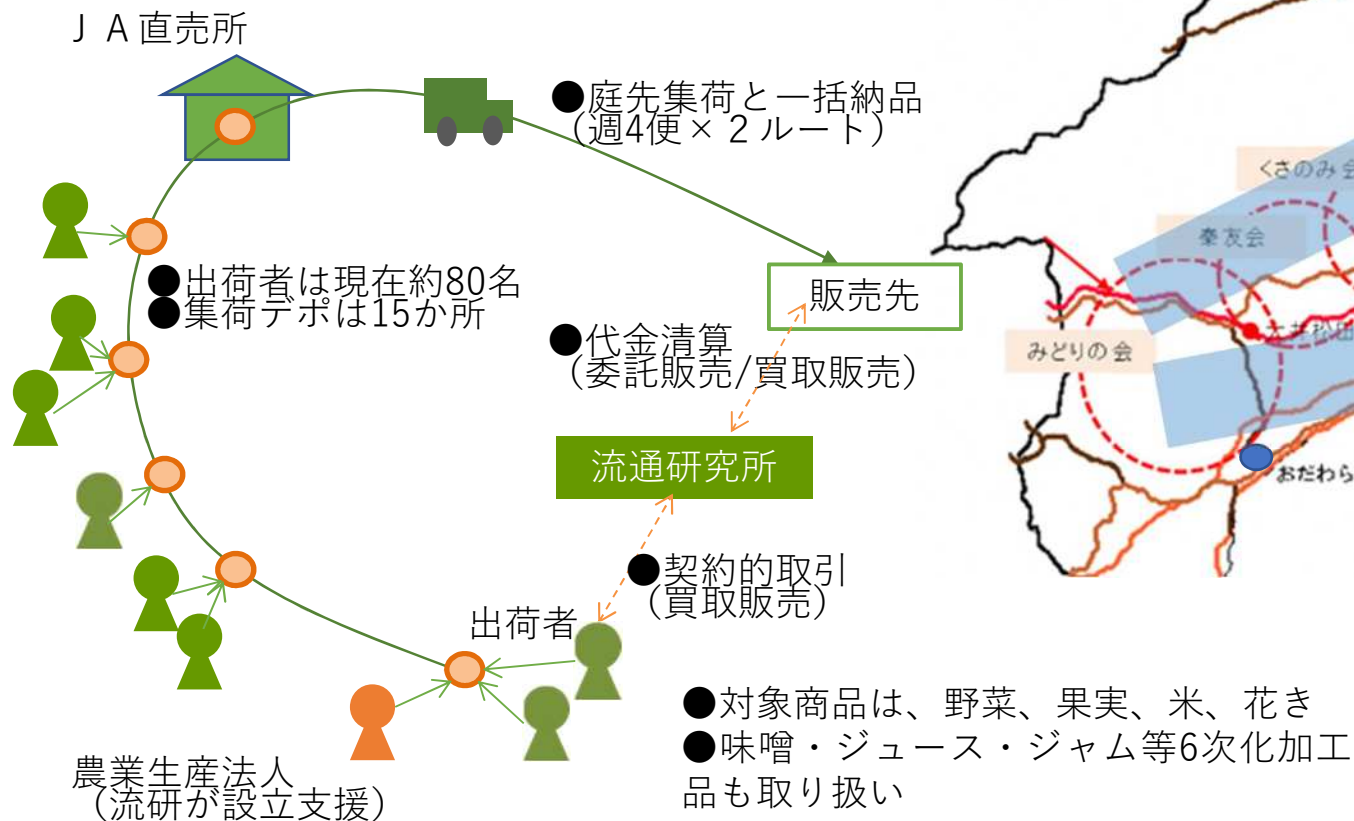 ＪＡ直売所
●庭先集荷と一括納品
（週4便×２ルート）
●出荷者は現在約80名
●集荷デポは15か所
販売先
●代金清算
（委託販売/買取販売）
流通研究所
●契約的取引
（買取販売）
出荷者
農業生産法人
（流研が設立支援）
●対象商品は、野菜、果実、米、花き
●味噌・ジュース・ジャム等6次化加工
品も取り扱い
くさのみ会
秦友会
みどりの会
大井松田
おだわら